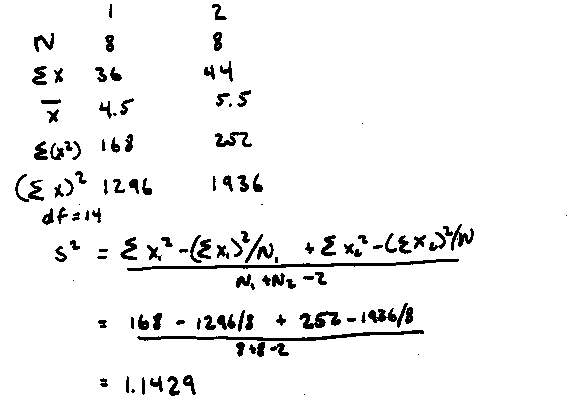 1 2
N 8 8
Σx 36 44
x̄ 4.5 5.5
Σ(x²) 168 252
(Σx)² 1296 1936
df = 14
s² = Σx₁² - (Σx₁)²/N₁ + Σx₂² - (Σx₂)²/N
N₁ + N₂ - 2
= 168 - 1296/8 + 252 - 1936/8
8+8-2
= 1.1429